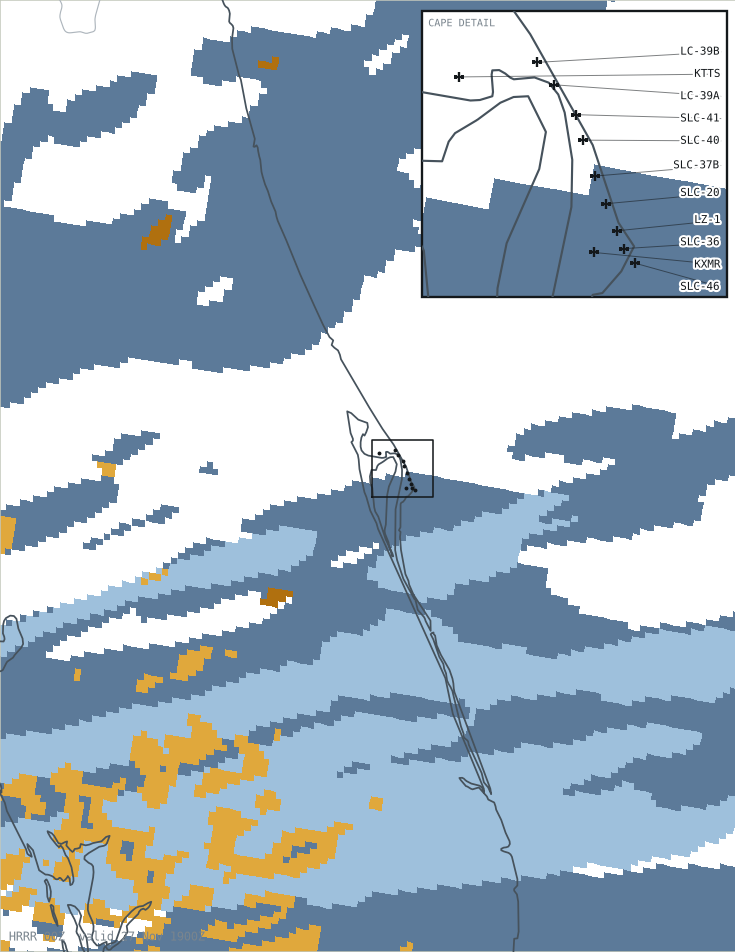 CAPE DETAIL
LC-39B
KTTS
LC-39A
SLC-41
SLC-40
SLC-37B
SLC-20
LZ-1
SLC-36
KXMR
SLC-46
HRRR valid